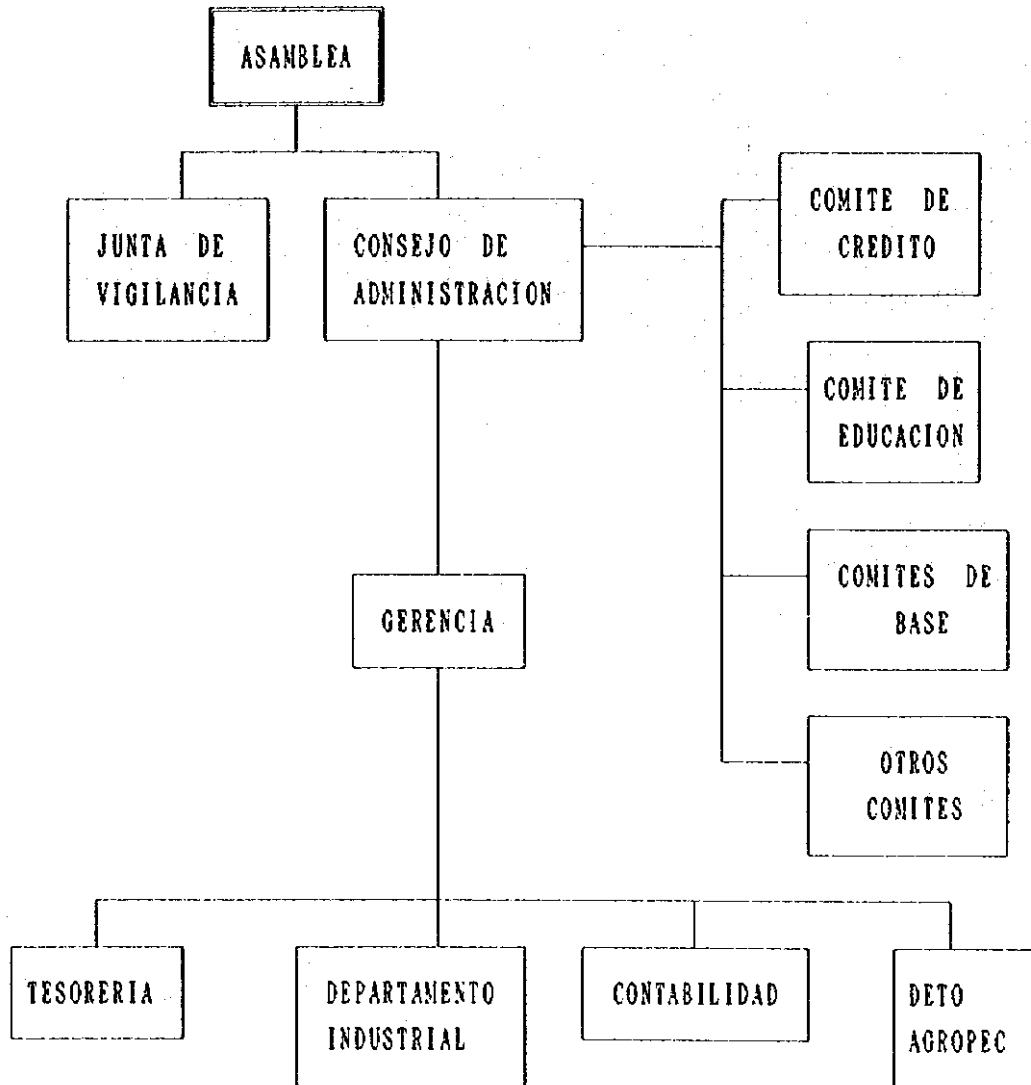 ASAMBLEA
JUNTA DE
VIGILANCIA
CONSEJO DE
ADMINISTRACION
COMITE DE
CREDITO
COMITE DE
EDUCACION
COMITES DE
BASE
GERENCIA
OTROS
COMITES
TESORERIA
DEPARTAMENTO
INDUSTRIAL
CONTABILIDAD
DETO
AGROPEC